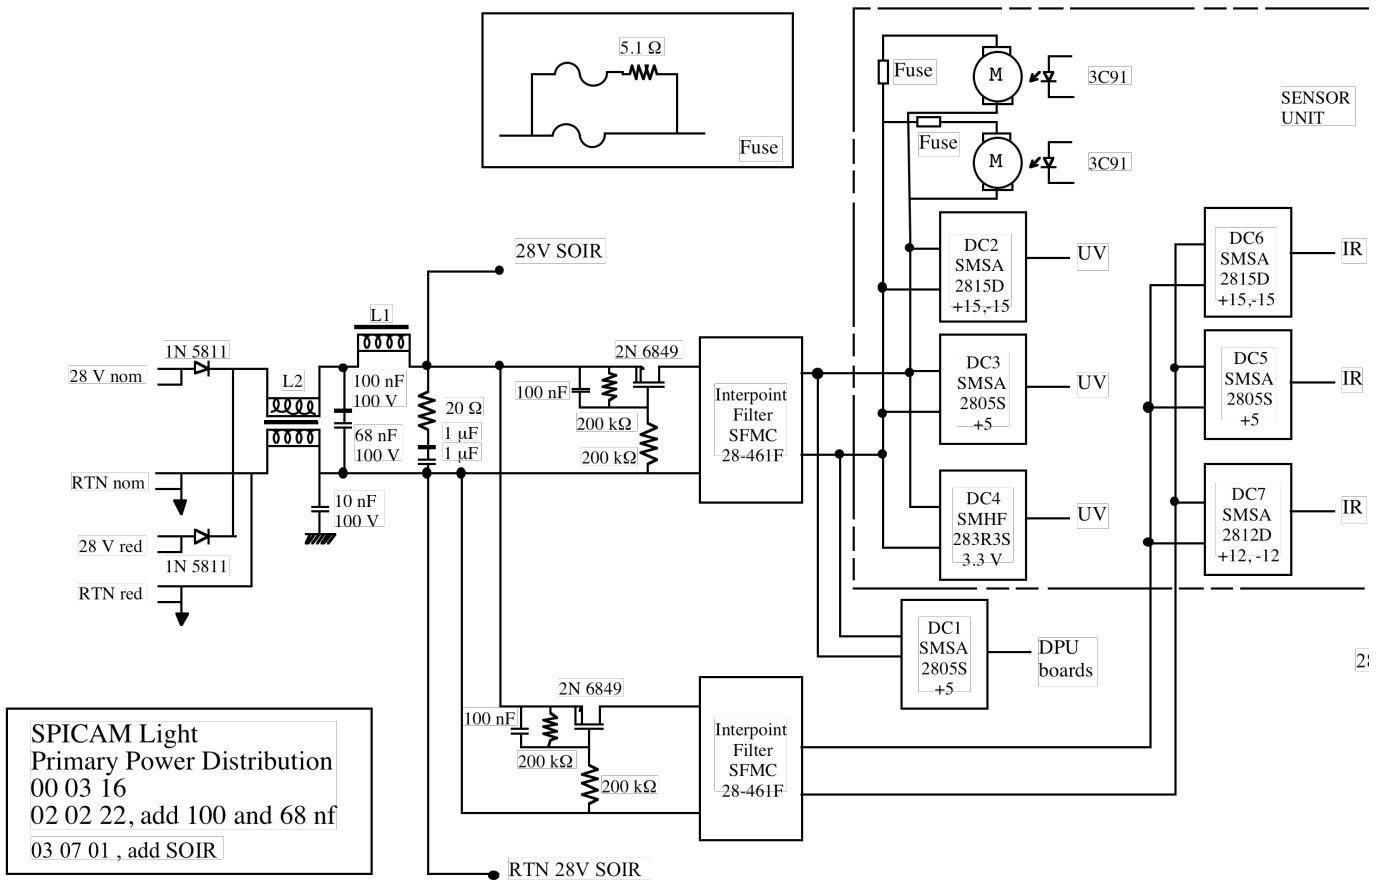 5.1 Ω
Fuse
Fuse
M
3C91
Fuse
M
3C91
SENSOR
UNIT
28V SOIR
L1
1N 5811
28 V nom
L2
100 nF
100 V
68 nF
100 V
20 Ω
1 µF
1 µF
RTN nom
10 nF
100 V
28 V red
1N 5811
RTN red
2N 6849
100 nF
200 kΩ
200 kΩ
Interpoint
Filter
SFMC
28-461F
DC2
SMSA
2815D
+15,-15
UV
DC3
SMSA
2805S
+5
UV
DC4
SMHF
283R3S
3.3 V
UV
DC6
SMSA
2815D
+15,-15
IR
DC5
SMSA
2805S
+5
IR
DC7
SMSA
2812D
+12, -12
IR
DC1
SMSA
2805S
+5
DPU
boards
2N 6849
100 nF
200 kΩ
200 kΩ
Interpoint
Filter
SFMC
28-461F
RTN 28V SOIR
SPICAM Light
Primary Power Distribution
00 03 16
02 02 22, add 100 and 68 nf
03 07 01 , add SOIR